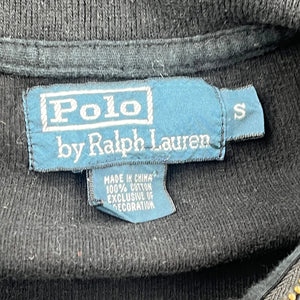 Polo
by Ralph Lauren
S
MADE IN CHINA
100% COTTON
EXCLUSIVE OF
DECORATION